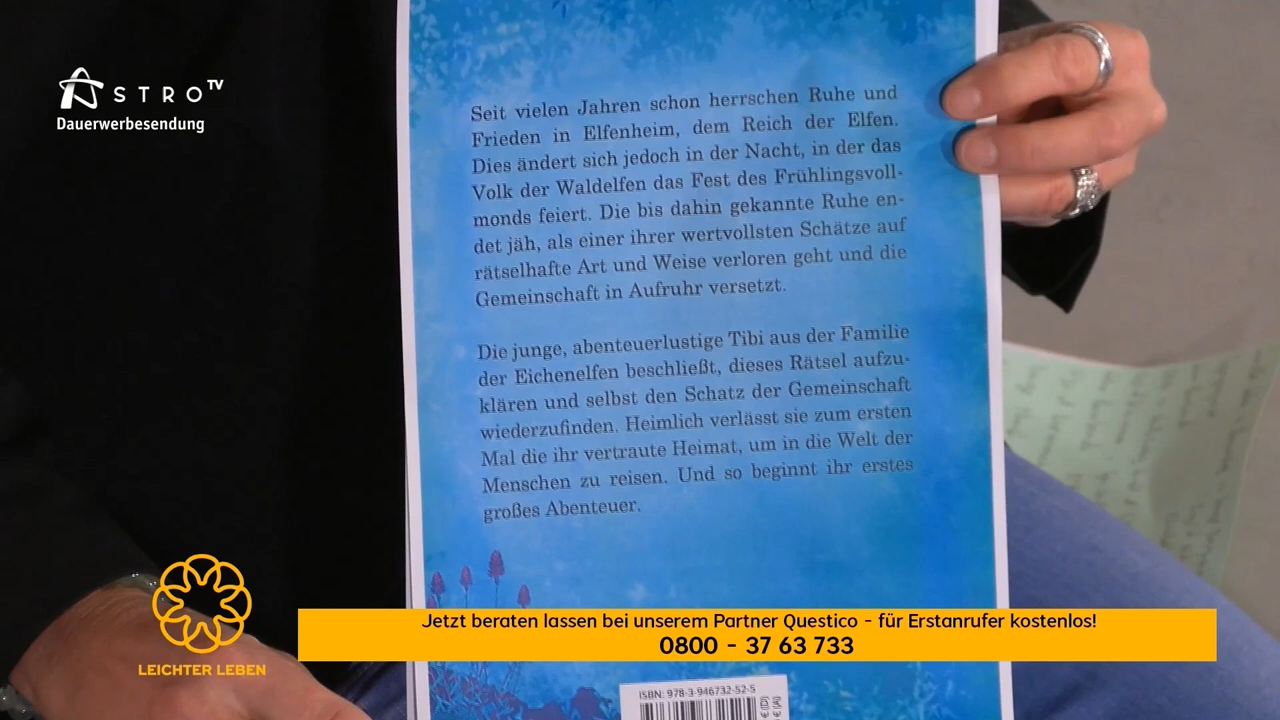 ASTRO TV
Dauerwerbesendung
Seit vielen Jahren schon herrschen Ruhe und
Frieden in Elfenheim, dem Reich der Elfen.
Dies ändert sich jedoch in der Nacht, in der das
Volk der Waldelfen das Fest des Frühlingsvoll-
monds feiert. Die bis dahin gekannte Ruhe en-
det jäh, als einer ihrer wertvollsten Schätze auf
rätselhafte Art und Weise verloren geht und die
Gemeinschaft in Aufruhr versetzt.
Die junge, abenteuerlustige Tibi aus der Familie
der Eichenelfen beschließt, dieses Rätsel aufzu-
klären und selbst den Schatz der Gemeinschaft
wiederzufinden. Heimlich verlässt sie zum ersten
Mal die ihr vertraute Heimat, um in die Welt der
Menschen zu reisen. Und so beginnt ihr erstes
großes Abenteuer.
LEICHTER LEBEN
Jetzt beraten lassen bei unserem Partner Questico - für Erstanrufer kostenlos!
0800 - 37 63 733
ISBN: 978-3-946732-52-5